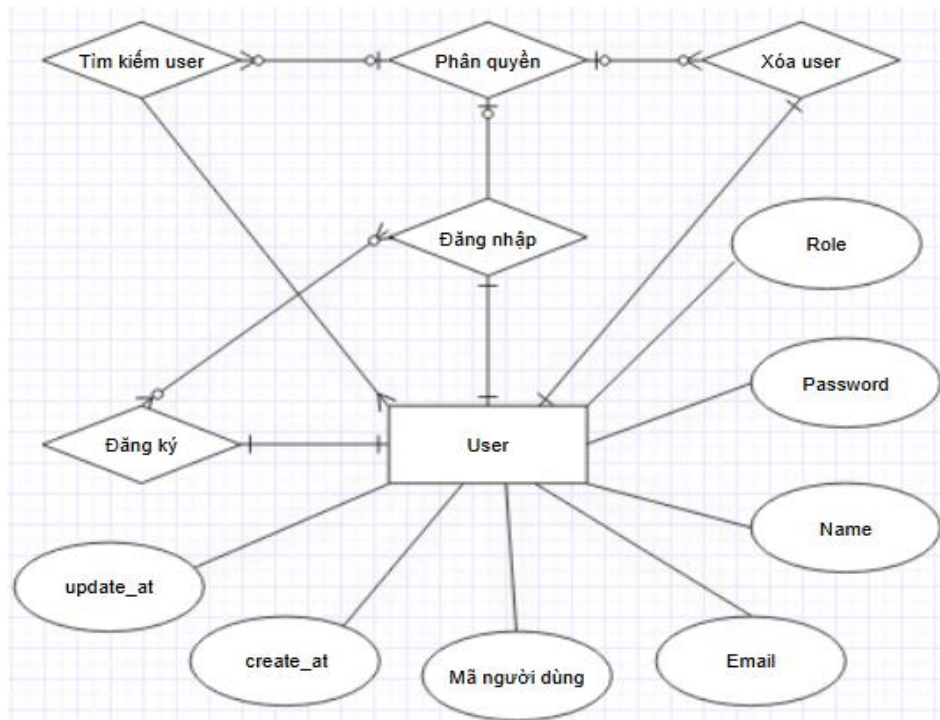 Tìm kiếm user
Phân quyền
Xóa user
Đăng nhập
Role
Password
Đăng ký
User
Name
update_at
create_at
Mã người dùng
Email